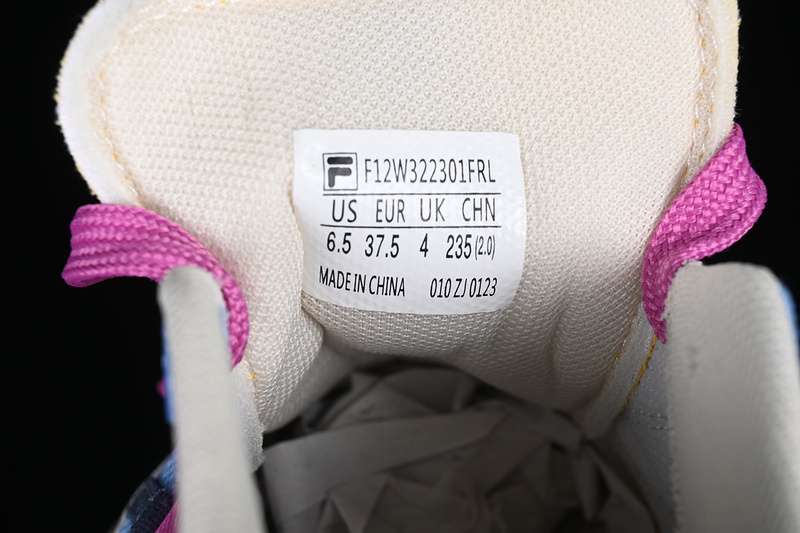 F F12W322301FRL
US EUR UK CHN
6.5 37.5 4 235(2.0)
MADE IN CHINA 010 ZJ 0123